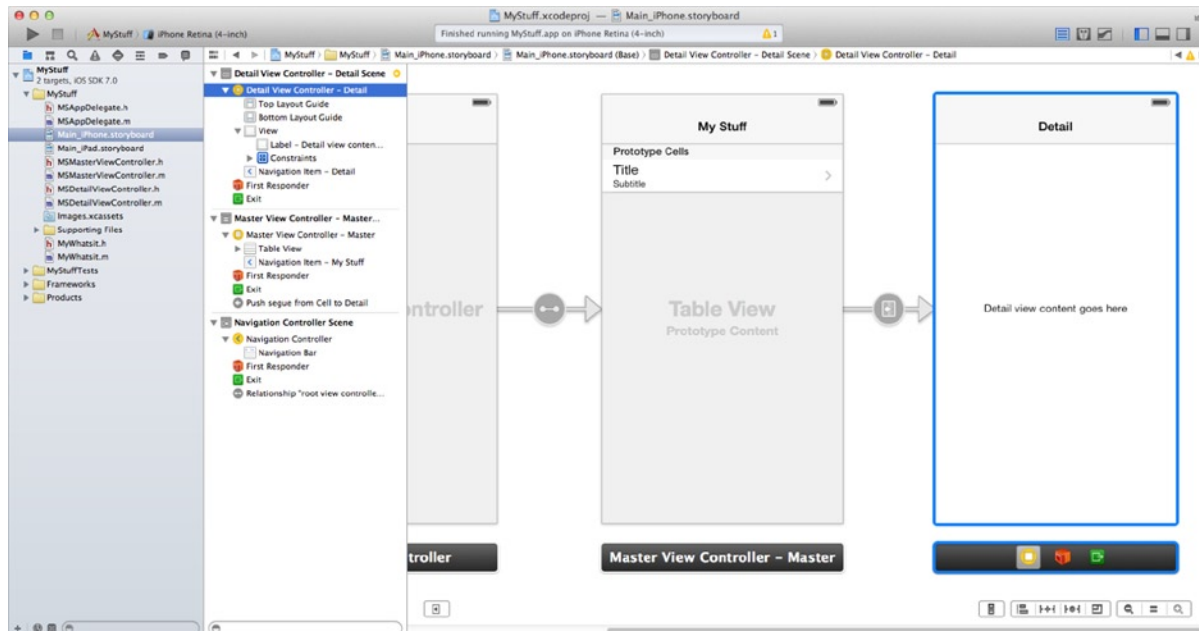 MyStuff.xcodeproj — Main_iPhone.storyboard
MyStuff iPhone Retina (4-inch)
Finished running MyStuff.app on iPhone Retina (4-inch)
1
MyStuff MyStuff Main_iPhone.storyboard Main_iPhone.storyboard (Base) Detail View Controller - Detail Scene Detail View Controller - Detail
MyStuff
2 targets, iOS SDK 7.0
MyStuff
h MSAppDelegate.h
m MSAppDelegate.m
Main_iPhone.storyboard
Main_iPad.storyboard
h MSMasterViewController.h
m MSMasterViewController.m
h MSDetailViewController.h
m MSDetailViewController.m
Images.xcassets
Supporting Files
h MyWhatsit.h
m MyWhatsit.m
MyStuffTests
Frameworks
Products
Detail View Controller - Detail Scene
Detail View Controller - Detail
Top Layout Guide
Bottom Layout Guide
View
Label - Detail view conten...
Constraints
Navigation Item - Detail
First Responder
Exit
Master View Controller - Master...
Master View Controller - Master
Table View
Navigation Item - My Stuff
First Responder
Exit
Push segue from Cell to Detail
Navigation Controller Scene
Navigation Controller
Navigation Bar
First Responder
Exit
Relationship "root view controlle...
ontroller
troller
My Stuff
Prototype Cells
Title
Subtitle
Table View
Prototype Content
Master View Controller - Master
Detail
Detail view content goes here